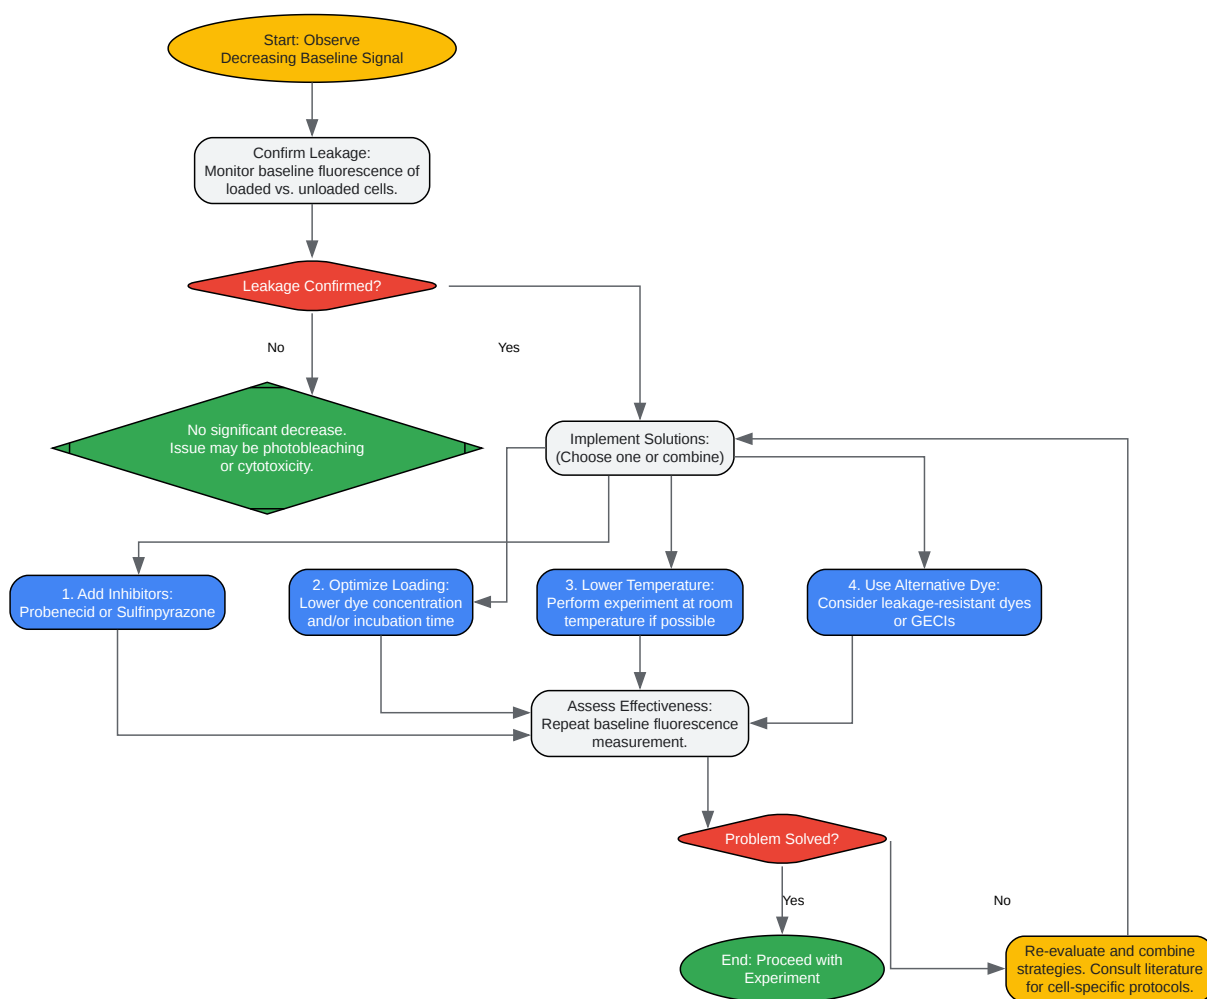 Start: Observe
Decreasing Baseline Signal
Confirm Leakage:
Monitor baseline fluorescence of
loaded vs. unloaded cells.
Leakage Confirmed?
No
Yes
No significant decrease.
Issue may be photobleaching
or cytotoxicity.
Implement Solutions:
(Choose one or combine)
1. Add Inhibitors:
Probenecid or Sulfinpyrazone
2. Optimize Loading:
Lower dye concentration
and/or incubation time
3. Lower Temperature:
Perform experiment at room
temperature if possible
4. Use Alternative Dye:
Consider leakage-resistant dyes
or GECIs
Assess Effectiveness:
Repeat baseline fluorescence
measurement.
Problem Solved?
Yes
No
End: Proceed with
Experiment
Re-evaluate and combine
strategies. Consult literature
for cell-specific protocols.